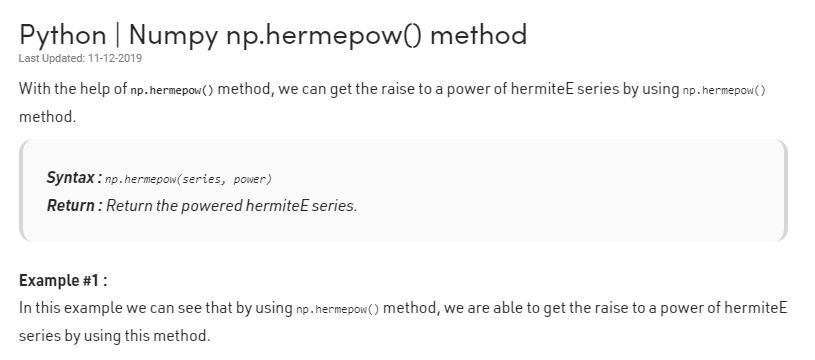 Python | Numpy np.hermepow() method
Last Updated: 11-12-2019
With the help of np.hermepow() method, we can get the raise to a power of hermiteE series by using np.hermepow()
method.
Syntax : np.hermepow(series, power)
Return : Return the powered hermiteE series.
Example #1 :
In this example we can see that by using np.hermepow() method, we are able to get the raise to a power of hermiteE
series by using this method.